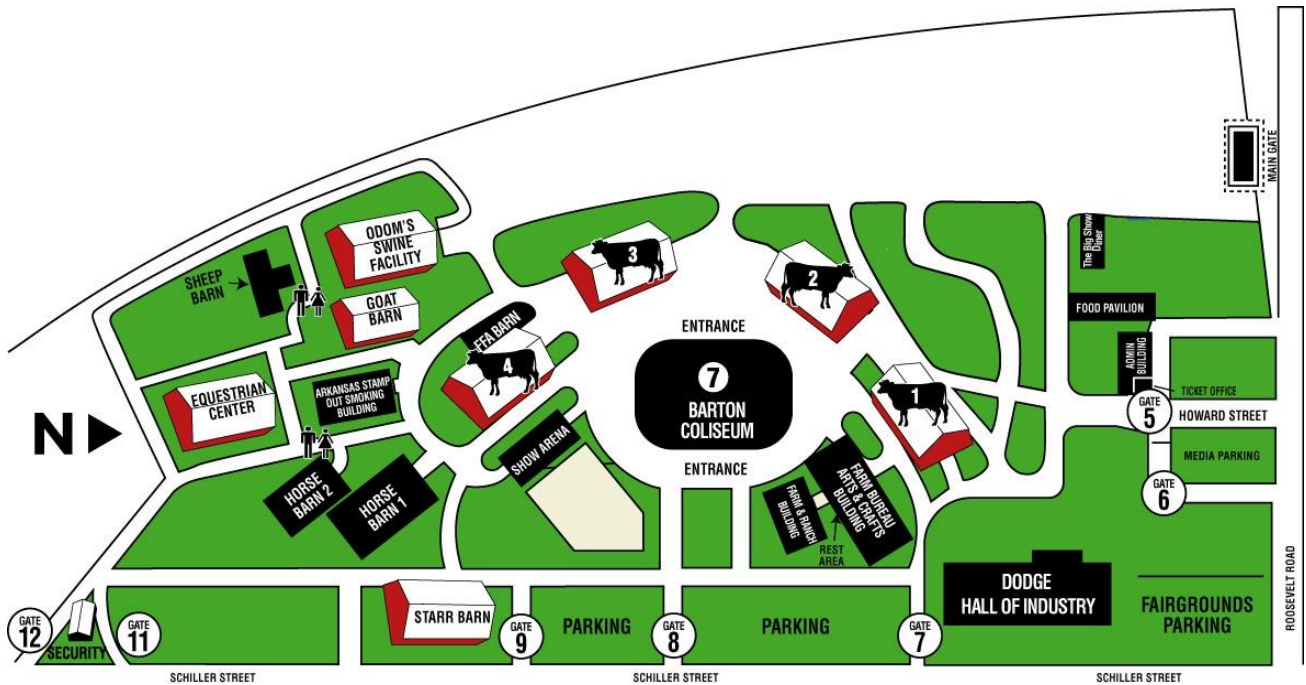 MAIN GATE
ROOSEVELT ROAD
ODOM'S
SWINE
FACILITY
SHEEP
BARN
GOAT
BARN
3
2
The Big Show
Diner
FOOD PAVILION
ENTRANCE
FFA BARN
4
7
BARTON
COLISEUM
1
ADMIN
BUILDING
TICKET OFFICE
GATE
5
HOWARD STREET
EQUESTRIAN
CENTER
ARKANSAS STAMP
OUT SMOKING
BUILDING
N
SHOW ARENA
ENTRANCE
MEDIA PARKING
GATE
6
HORSE
BARN 2
HORSE
BARN 1
FARM & RANCH
BUILDING
FARM BUREAU
ARTS & CRAFTS
BUILDING
REST
AREA
DODGE
HALL OF INDUSTRY
FAIRGROUNDS
PARKING
GATE
12
SECURITY
GATE
11
STARR BARN
GATE
9
PARKING
GATE
8
PARKING
GATE
7
SCHILLER STREET
SCHILLER STREET
SCHILLER STREET